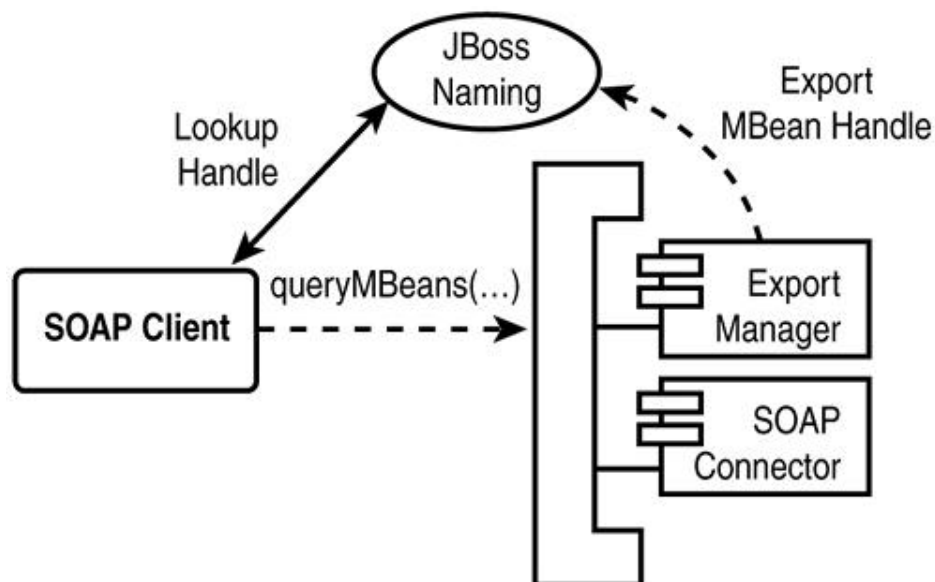 JBoss
Naming
Export
MBean Handle
Lookup
Handle
queryMBeans(...)
SOAP Client
Export
Manager
SOAP
Connector